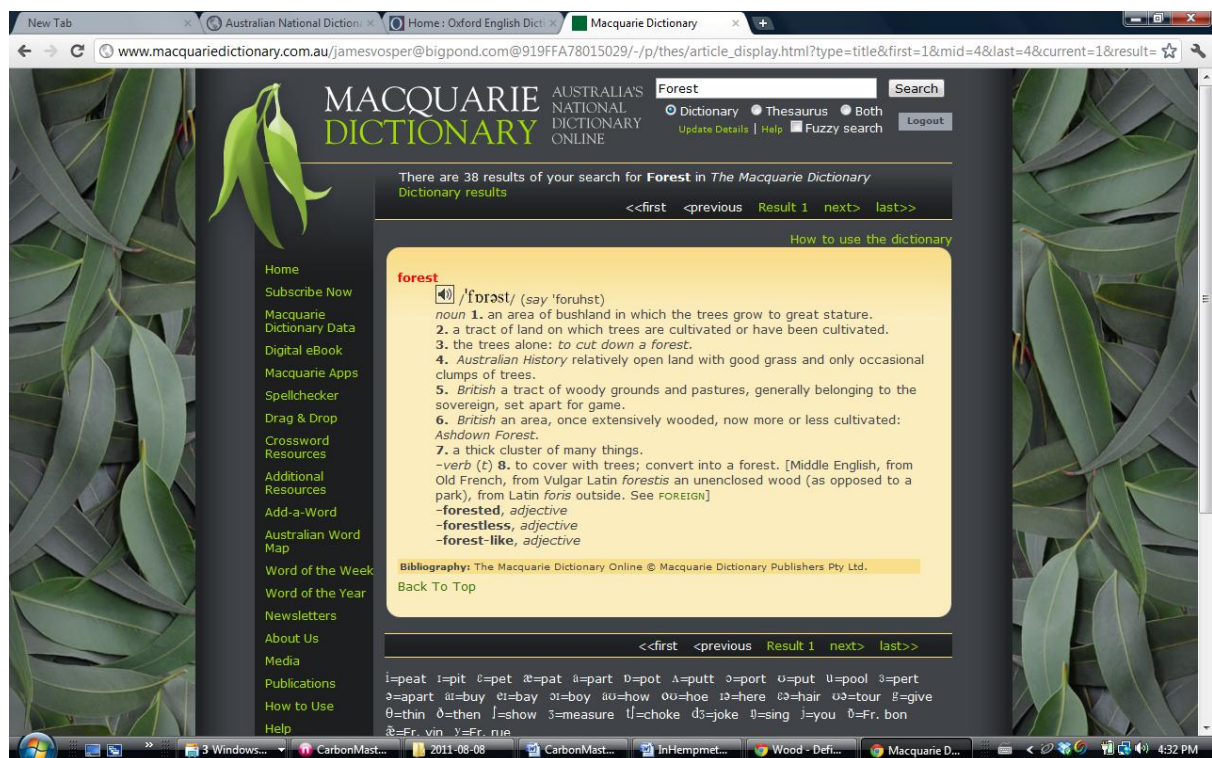 New Tab
Australian National Diction
Home : Oxford English Dicti
Macquarie Dictionary
www.macquariedictionary.com.au/jamesvosper@bigpond.com@919FFA78015029/-/p/thes/article_display.html?type=title&first=1&mid=4&last=4&current=1&result=
MACQUARIE
DICTIONARY
AUSTRALIA'S
NATIONAL
DICTIONARY
ONLINE
Forest
Search
Dictionary Thesaurus Both
Update Details | Help Fuzzy search
Logout
There are 38 results of your search for Forest in The Macquarie Dictionary
Dictionary results
<<first <previous Result 1 next> last>>
How to use the dictionary
Home
Subscribe Now
Macquarie
Dictionary Data
Digital eBook
Macquarie Apps
Spellchecker
Drag & Drop
Crossword
Resources
Additional
Resources
Add-a-Word
Australian Word
Map
Word of the Week
Word of the Year
Newsletters
About Us
Media
Publications
How to Use
Help
forest
/ˈfɒrəst/ (say 'foruhst)
noun 1. an area of bushland in which the trees grow to great stature.
2. a tract of land on which trees are cultivated or have been cultivated.
3. the trees alone: to cut down a forest.
4. Australian History relatively open land with good grass and only occasional
clumps of trees.
5. British a tract of woody grounds and pastures, generally belonging to the
sovereign, set apart for game.
6. British an area, once extensively wooded, now more or less cultivated:
Ashdown Forest.
7. a thick cluster of many things.
–verb (t) 8. to cover with trees; convert into a forest. [Middle English, from
Old French, from Vulgar Latin forestis an unenclosed wood (as opposed to a
park), from Latin foris outside. See FOREIGN]
–forested, adjective
–forestless, adjective
–forest-like, adjective
Bibliography: The Macquarie Dictionary Online © Macquarie Dictionary Publishers Pty Ltd.
Back To Top
<<first <previous Result 1 next> last>>
i=peat ɪ=pit ɛ=pet æ=pat a=part ɒ=pot ʌ=putt ɔ=port ʊ=put u=pool ɜ=pert
ə=apart aɪ=buy eɪ=bay ɔɪ=boy aʊ=how oʊ=hoe ɪə=here ɛə=hair ʊə=tour g=give
θ=thin ð=then ʃ=show ʒ=measure tʃ=choke dʒ=joke ŋ=sing j=you õ=Fr. bon
æ̃=Fr. vin y=Fr. rue
3 Windows...
CarbonMast...
2011-08-08
CarbonMast...
InHempmet...
Wood - Defi...
Macquarie D...
4:32 PM